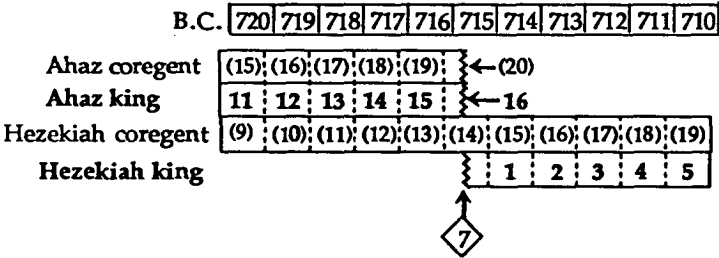 B.C. 720 719 718 717 716 715 714 713 712 711 710
Ahaz coregent (15) (16) (17) (18) (19) (20)
Ahaz king 11 12 13 14 15 16
Hezekiah coregent (9) (10) (11) (12) (13) (14) (15) (16) (17) (18) (19)
Hezekiah king 1 2 3 4 5
7